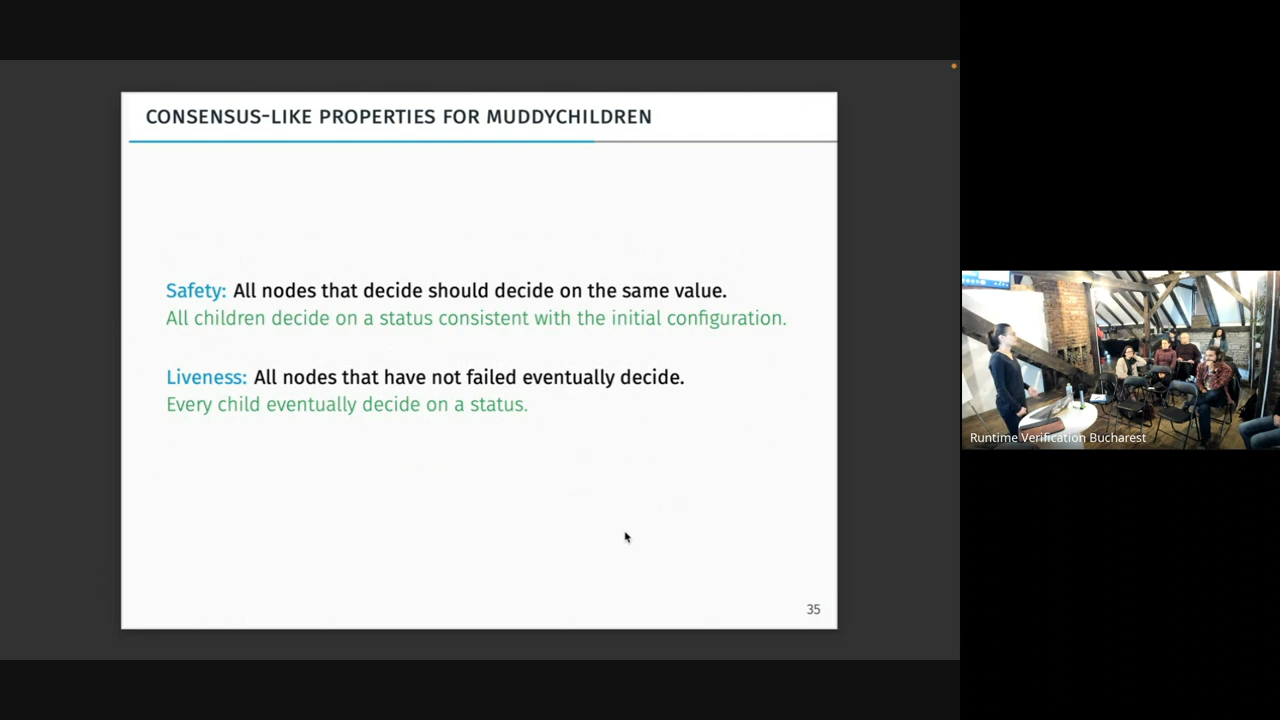 CONSENSUS-LIKE PROPERTIES FOR MUDDYCHILDREN
Safety: All nodes that decide should decide on the same value.
All children decide on a status consistent with the initial configuration.
Liveness: All nodes that have not failed eventually decide.
Every child eventually decide on a status.
35
Runtime Verification Bucharest